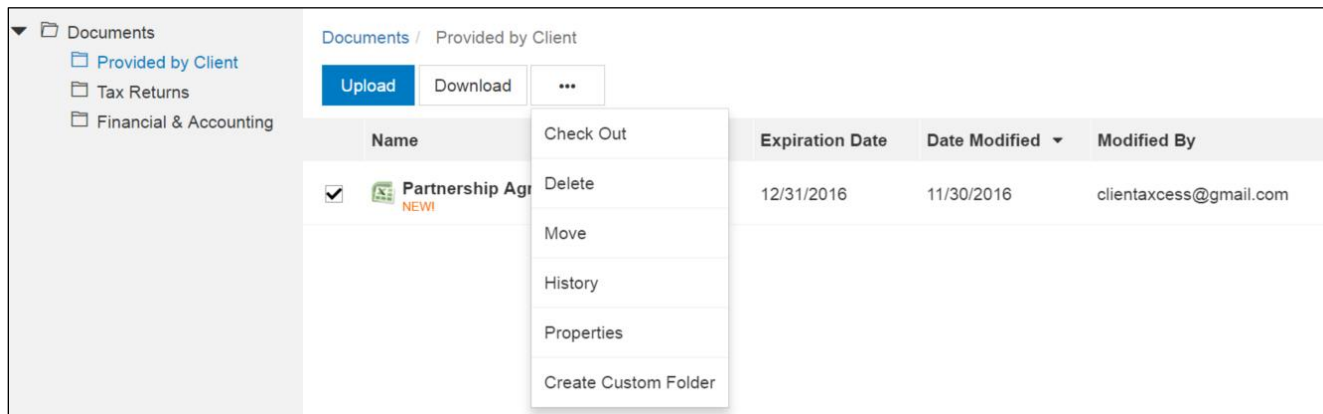 Documents
Provided by Client
Tax Returns
Financial & Accounting
Documents / Provided by Client
Upload Download •••
Name Expiration Date Date Modified Modified By
Partnership Agr 12/31/2016 11/30/2016 clientaxcess@gmail.com
NEW!
Check Out
Delete
Move
History
Properties
Create Custom Folder